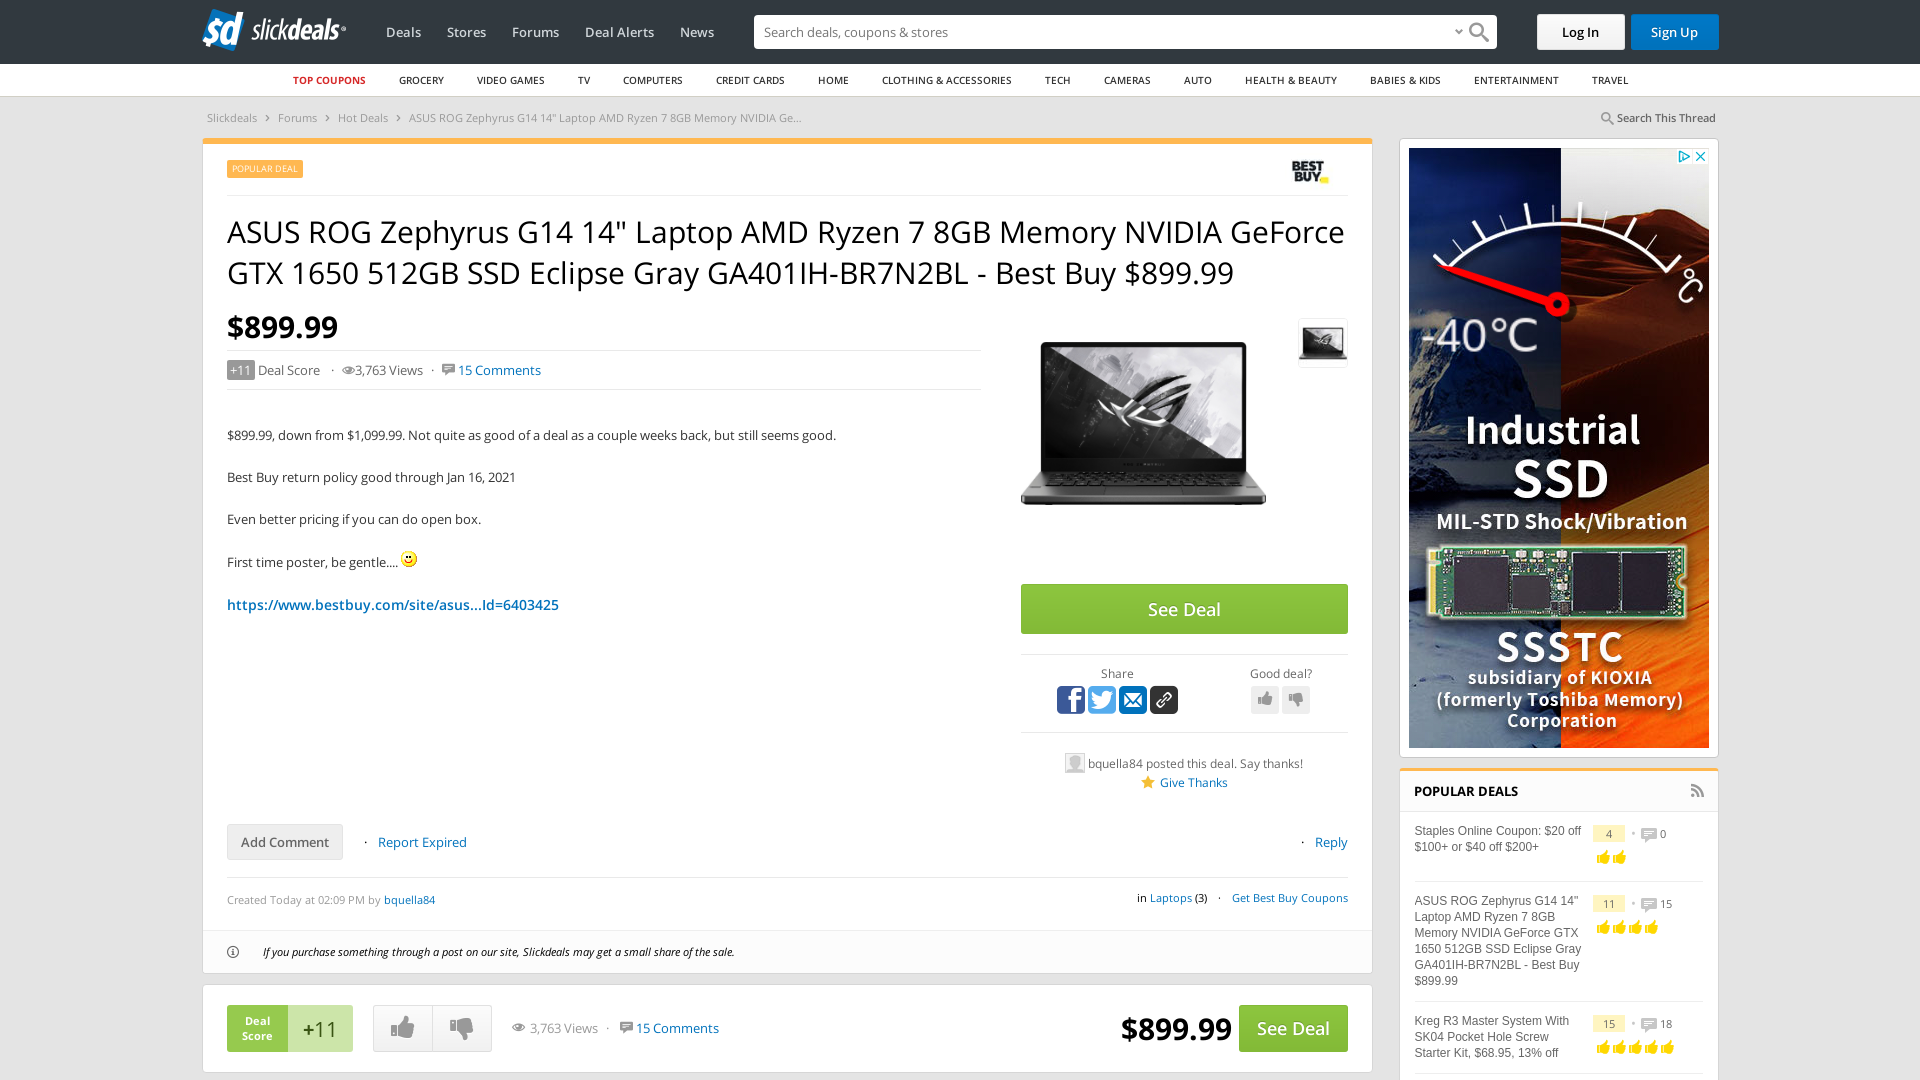 sd slickdeals
Deals Stores Forums Deal Alerts News
Search deals, coupons & stores
Log In Sign Up
TOP COUPONS GROCERY VIDEO GAMES TV COMPUTERS CREDIT CARDS HOME CLOTHING & ACCESSORIES TECH CAMERAS AUTO HEALTH & BEAUTY BABIES & KIDS ENTERTAINMENT TRAVEL
Slickdeals › Forums › Hot Deals › ASUS ROG Zephyrus G14 14" Laptop AMD Ryzen 7 8GB Memory NVIDIA Ge...
Search This Thread
POPULAR DEAL
BEST
BUY
ASUS ROG Zephyrus G14 14" Laptop AMD Ryzen 7 8GB Memory NVIDIA GeForce
GTX 1650 512GB SSD Eclipse Gray GA401IH-BR7N2BL - Best Buy $899.99
$899.99
+11 Deal Score · 3,763 Views · 15 Comments
$899.99, down from $1,099.99. Not quite as good of a deal as a couple weeks back, but still seems good.
Best Buy return policy good through Jan 16, 2021
Even better pricing if you can do open box.
First time poster, be gentle....
https://www.bestbuy.com/site/asus...Id=6403425
See Deal
Share
Good deal?
bquella84 posted this deal. Say thanks!
Give Thanks
Add Comment · Report Expired
· Reply
Created Today at 02:09 PM by bquella84
in Laptops (3) · Get Best Buy Coupons
If you purchase something through a post on our site, Slickdeals may get a small share of the sale.
Deal
Score
+11
3,763 Views · 15 Comments
$899.99
See Deal
°C
-40°C
Industrial
SSD
MIL-STD Shock/Vibration
SSSTC
subsidiary of KIOXIA
(formerly Toshiba Memory)
Corporation
POPULAR DEALS
Staples Online Coupon: $20 off
$100+ or $40 off $200+
4 • 0
ASUS ROG Zephyrus G14 14"
Laptop AMD Ryzen 7 8GB
Memory NVIDIA GeForce GTX
1650 512GB SSD Eclipse Gray
GA401IH-BR7N2BL - Best Buy
$899.99
11 • 15
Kreg R3 Master System With
SK04 Pocket Hole Screw
Starter Kit, $68.95, 13% off
15 • 18